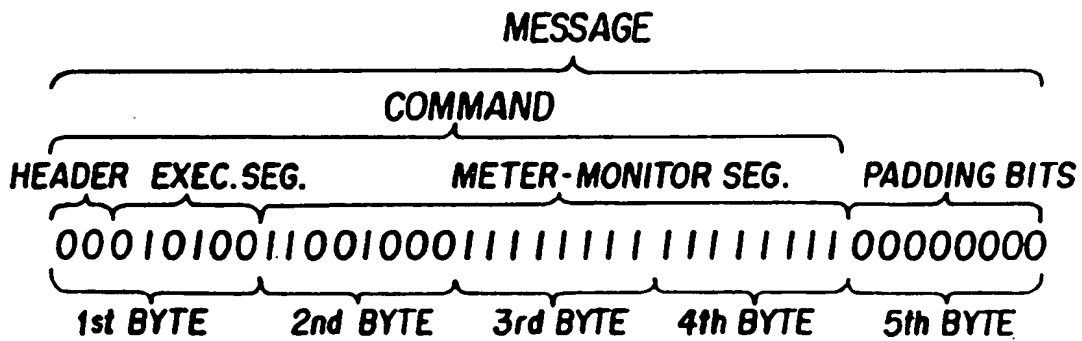 MESSAGE
COMMAND
HEADER EXEC. SEG. METER-MONITOR SEG. PADDING BITS
0001010011001000111111111111111100000000
1st BYTE 2nd BYTE 3rd BYTE 4th BYTE 5th BYTE